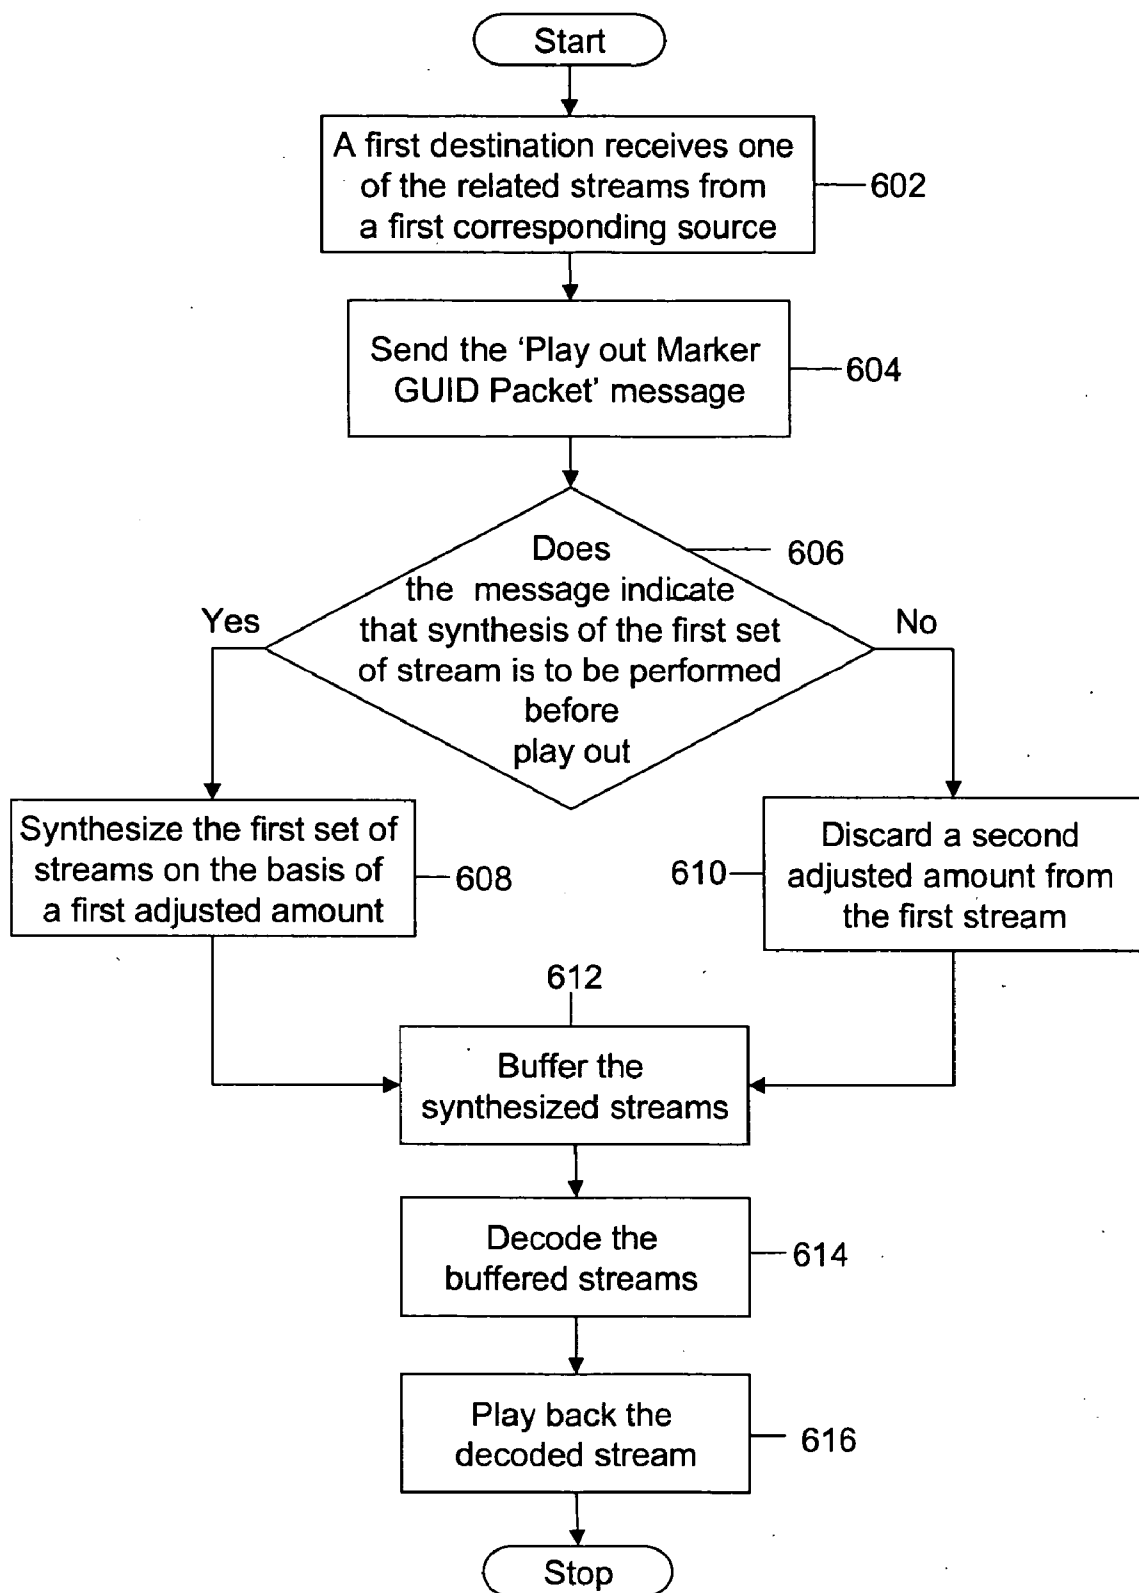 Start
A first destination receives one
of the related streams from
a first corresponding source
602
Send the ‘Play out Marker
GUID Packet’ message
604
Does
the message indicate
that synthesis of the first set
of stream is to be performed
before
play out
606
Yes
No
Synthesize the first set of
streams on the basis of
a first adjusted amount
608
610
Discard a second
adjusted amount from
the first stream
612
Buffer the
synthesized streams
Decode the
buffered streams
614
Play back the
decoded stream
616
Stop